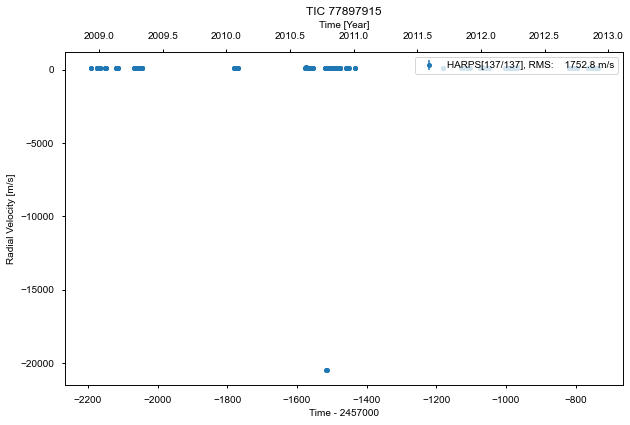 TIC 77897915
Time [Year]
2009.0 2009.5 2010.0 2010.5 2011.0 2011.5 2012.0 2012.5 2013.0
HARPS[137/137], RMS: 1752.8 m/s
0
−5000
−10000
−15000
−20000
Radial Velocity [m/s]
−2200 −2000 −1800 −1600 −1400 −1200 −1000 −800
Time - 2457000